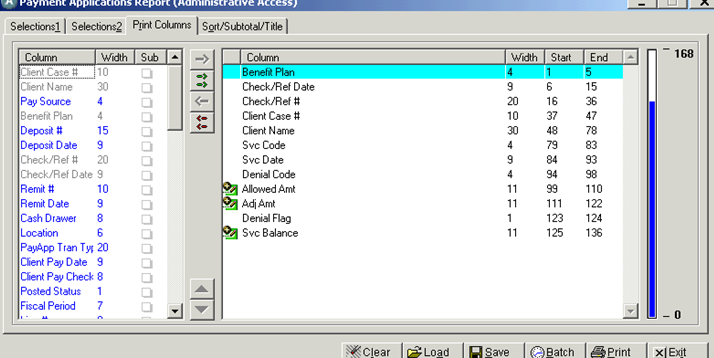 Payment Applications Report (Administrative Access)
Selections1 Selections2 Print Columns Sort/Subtotal/Title
Column Width Sub
Client Case # 10
Client Name 30
Pay Source 4
Benefit Plan 4
Deposit # 15
Deposit Date 9
Check/Ref # 20
Check/Ref Date 9
Remit # 10
Remit Date 9
Cash Drawer 8
Location 6
PayApp Tran Typ 20
Client Pay Date 9
Client Pay Check 8
Posted Status 1
Fiscal Period 7
Column Width Start End
Benefit Plan 4 1 5
Check/Ref Date 9 6 15
Check/Ref # 20 16 36
Client Case # 10 37 47
Client Name 30 48 78
Svc Code 4 79 83
Svc Date 9 84 93
Denial Code 4 94 98
Allowed Amt 11 99 110
Adj Amt 11 111 122
Denial Flag 1 123 124
Svc Balance 11 125 136
168
0
Clear Load Save Batch Print Exit